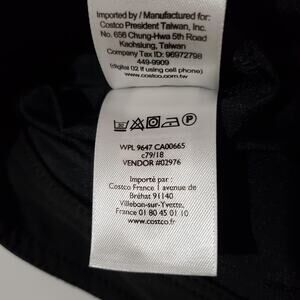 Imported by / Manufactured for:
Costco President Taiwan, Inc.
No. 656 Chung-Hwa 5th Road
Kaohsiung, Taiwan
Company Tax ID: 96972798
449-9909
(digital 02 if using cell phone)
www.costco.com.tw
P
WPL 9647 CA00665
c79/18
VENDOR #02976
Importé par :
Costco France 1 avenue de
Bréhat 91140
Villebon-sur-Yvette,
France 01 80 45 01 10
www.costco.fr